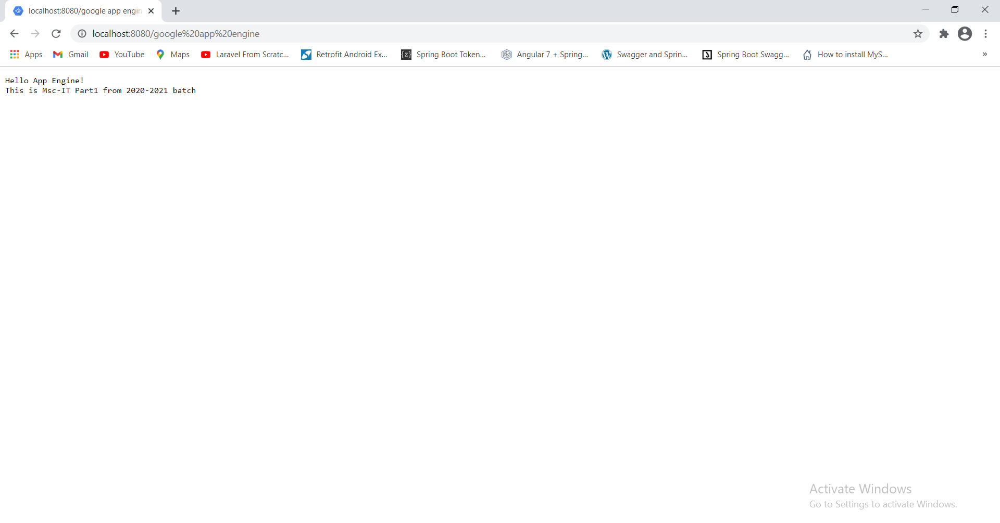 localhost:8080/google app engin
localhost:8080/google%20app%20engine
Apps Gmail YouTube Maps Laravel From Scratc... Retrofit Android Ex... {z} Spring Boot Token... Angular 7 + Spring... Swagger and Sprin... Spring Boot Swagg... How to install MyS... »
Hello App Engine!
This is Msc-IT Part1 from 2020-2021 batch
Activate Windows
Go to Settings to activate Windows.